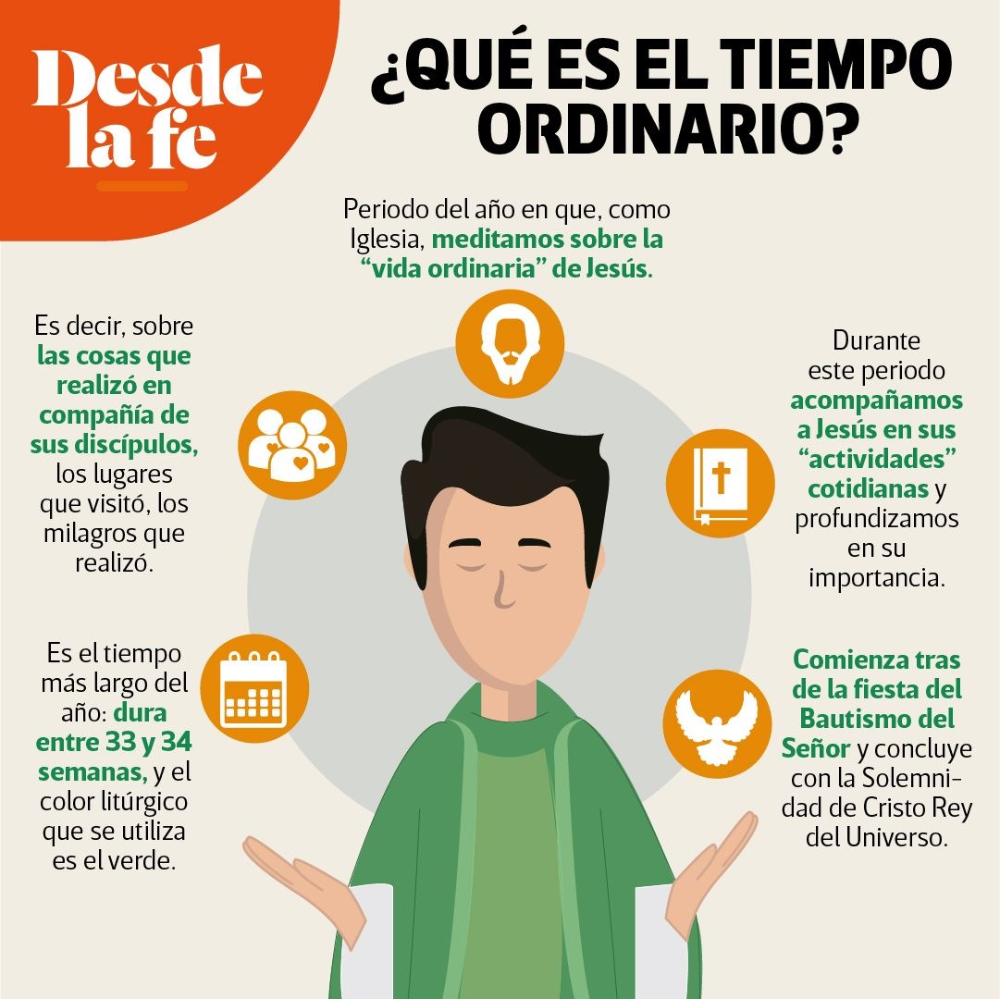 Desde
la fe
¿QUÉ ES EL TIEMPO
ORDINARIO?
Periodo del año en que, como
Iglesia, meditamos sobre la
“vida ordinaria” de Jesús.
Es decir, sobre
las cosas que
realizó en
compañía de
sus discípulos,
los lugares
que visitó, los
milagros que
realizó.
Durante
este periodo
acompañamos
a Jesús en sus
“actividades”
cotidianas y
profundizamos
en su
importancia.
Es el tiempo
más largo del
año: dura
entre 33 y 34
semanas, y el
color litúrgico
que se utiliza
es el verde.
Comienza tras
de la fiesta del
Bautismo del
Señor y concluye
con la Solemni-
dad de Cristo Rey
del Universo.